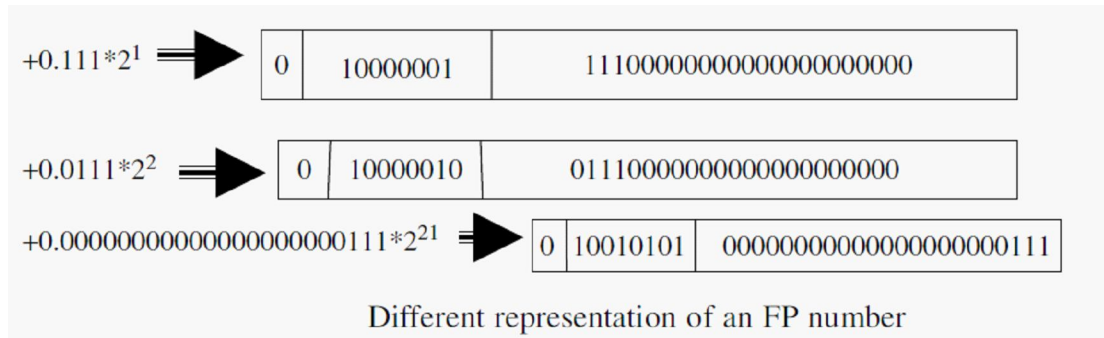 +0.111*2¹ 0 10000001 11100000000000000000000
+0.0111*2² 0 10000010 01110000000000000000000
+0.00000000000000000000111*2²¹ 0 10010101 00000000000000000000111
Different representation of an FP number